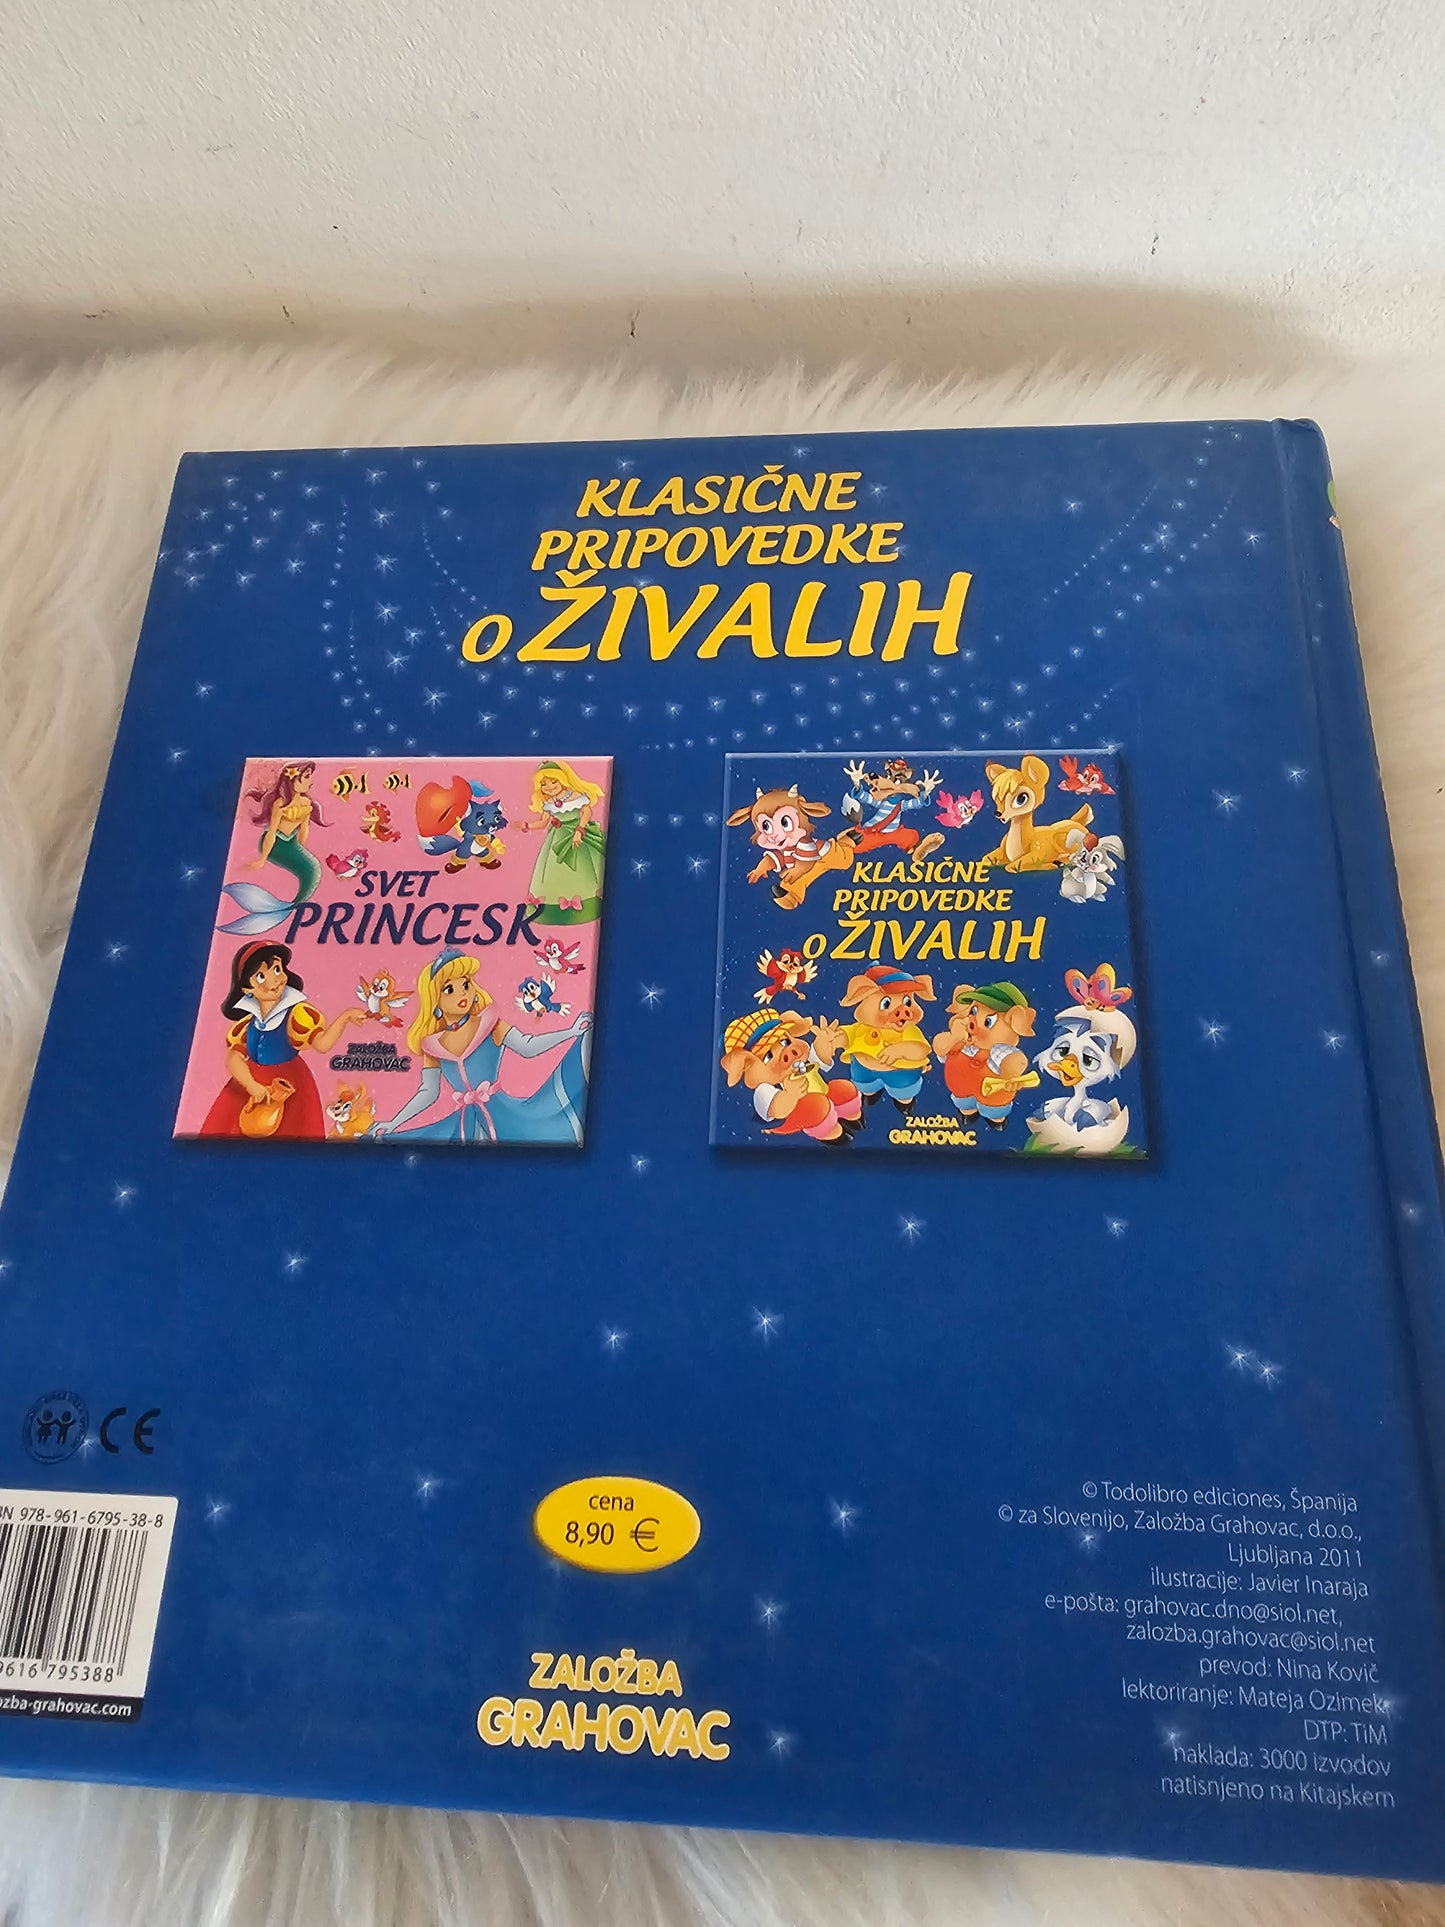 KLASIČNE
PRIPOVEDKE
O ŽIVALIH
SVET
PRINCESK
ZALOŽBA
GRAHOVAC
KLASIČNE
PRIPOVEDKE
O ŽIVALIH
ZALOŽBA
GRAHOVAC
CE
978-961-6795-38-8
9616 795388
zba-grahovac.com
cena
8,90 €
ZALOŽBA
GRAHOVAC
© Todolibro ediciones, Španija
© za Slovenijo, Založba Grahovac, d.o.o.,
Ljubljana 2011
ilustracije: Javier Inaraja
e-pošta: grahovac.dno@siol.net,
zalozba.grahovac@siol.net
prevod: Nina Kovič
lektoriranje: Mateja Ozimek
DTP: TiM
naklada: 3000 izvodov
natisnjeno na Kitajskem